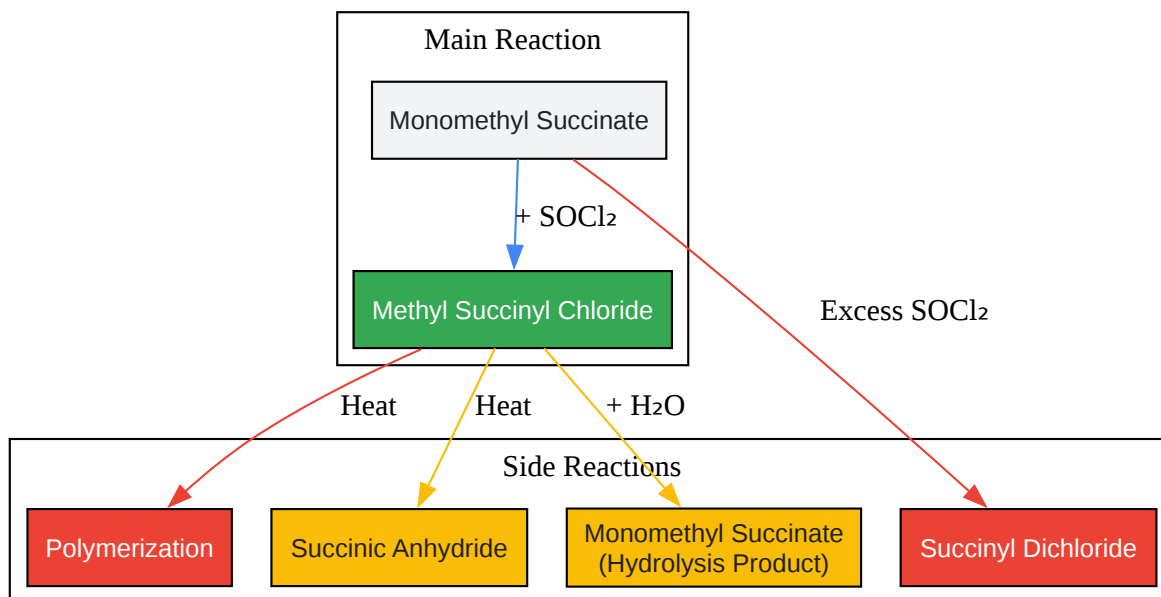 Main Reaction
Monomethyl Succinate
+ SOCl₂
Methyl Succinyl Chloride
Excess SOCl₂
Heat
Heat
+ H₂O
Side Reactions
Polymerization
Succinic Anhydride
Monomethyl Succinate
(Hydrolysis Product)
Succinyl Dichloride